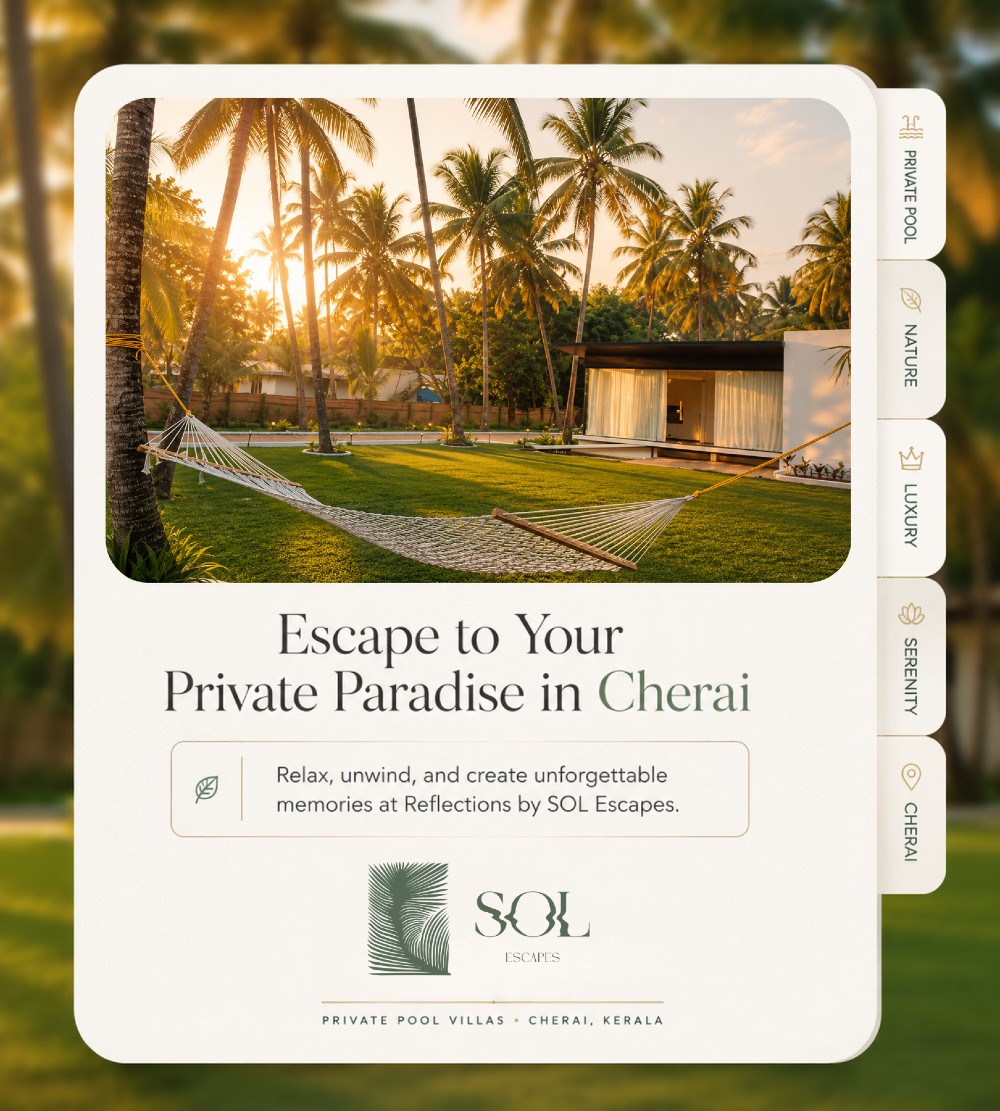 Escape to Your
Private Paradise in Cherai
Relax, unwind, and create unforgettable
memories at Reflections by SOL Escapes.
SOL
ESCAPES
PRIVATE POOL VILLAS • CHERAI, KERALA
PRIVATE POOL
NATURE
LUXURY
SERENITY
CHERAI